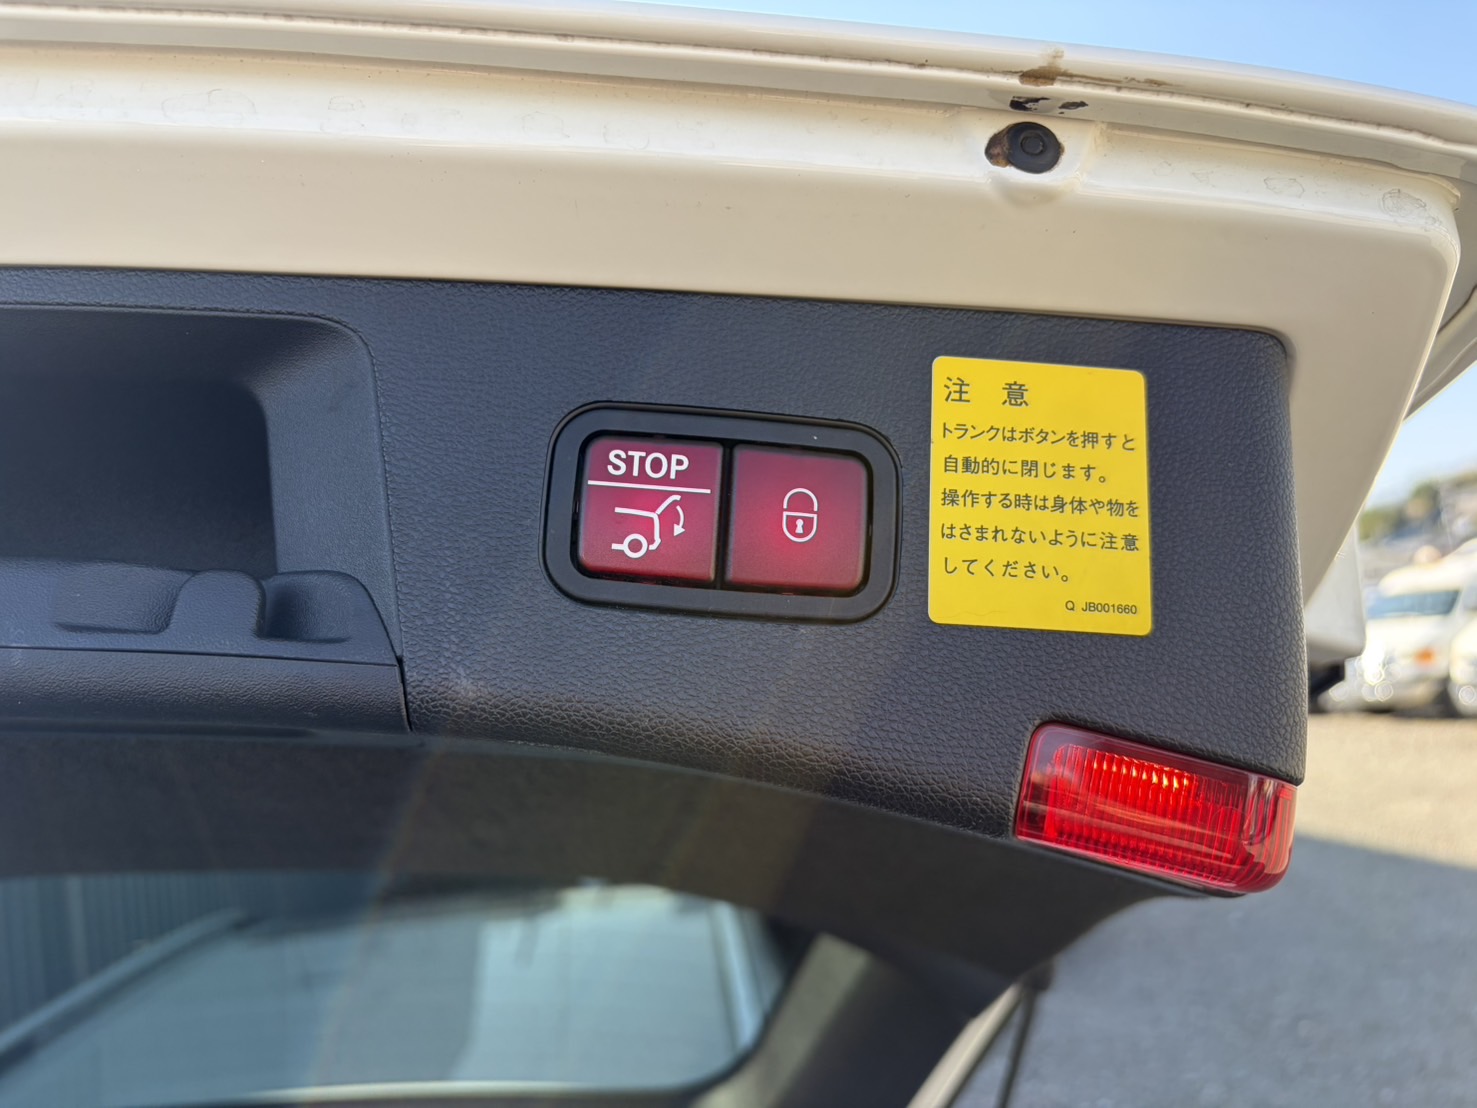 STOP
注 意
トランクはボタンを押すと
自動的に閉じます。
操作する時は身体や物を
はさまれないように注意
してください。
Q JB001660